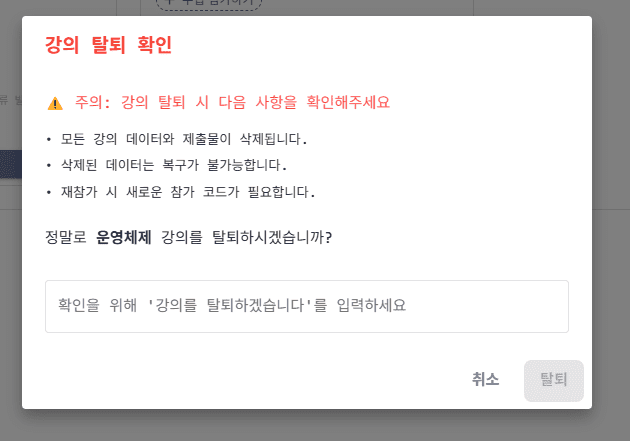 강의 탈퇴 확인
주의: 강의 탈퇴 시 다음 사항을 확인해주세요
• 모든 강의 데이터와 제출물이 삭제됩니다.
• 삭제된 데이터는 복구가 불가능합니다.
• 재참가 시 새로운 참가 코드가 필요합니다.
정말로 운영체제 강의를 탈퇴하시겠습니까?
확인을 위해 '강의를 탈퇴하겠습니다'를 입력하세요
취소 탈퇴